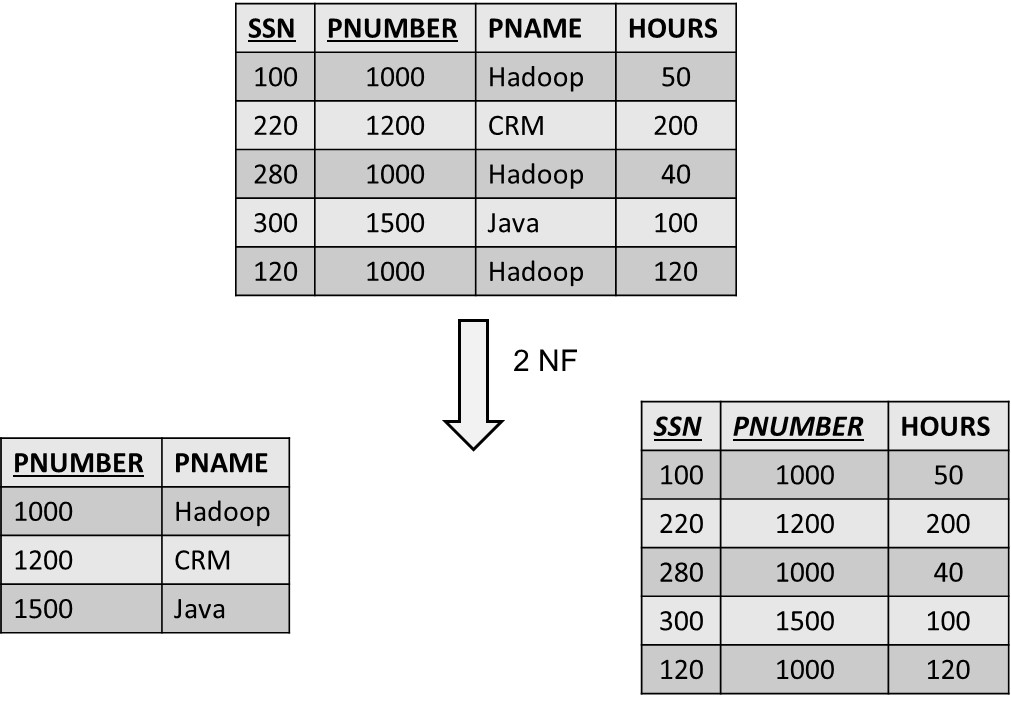 SSN PNUMBER PNAME HOURS
100 1000 Hadoop 50
220 1200 CRM 200
280 1000 Hadoop 40
300 1500 Java 100
120 1000 Hadoop 120
2 NF
PNUMBER PNAME
1000 Hadoop
1200 CRM
1500 Java
SSN PNUMBER HOURS
100 1000 50
220 1200 200
280 1000 40
300 1500 100
120 1000 120